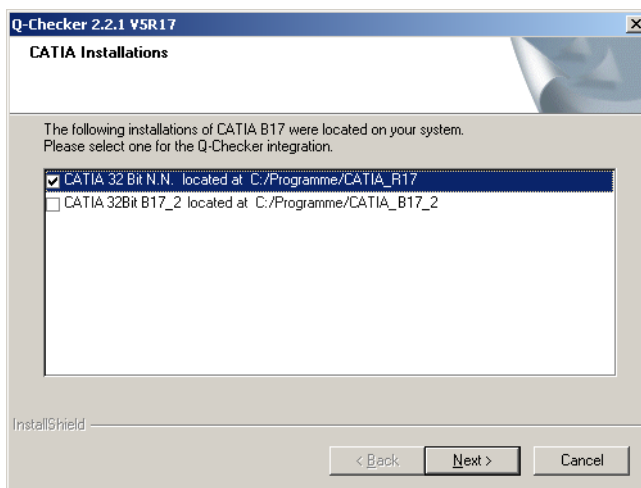 Q-Checker 2.2.1 V5R17
CATIA Installations
The following installations of CATIA B17 were located on your system.
Please select one for the Q-Checker integration.
CATIA 32 Bit N.N.  located at  C:/Programme/CATIA_R17
CATIA 32Bit B17_2  located at  C:/Programme/CATIA_B17_2
InstallShield
< Back
Next >
Cancel